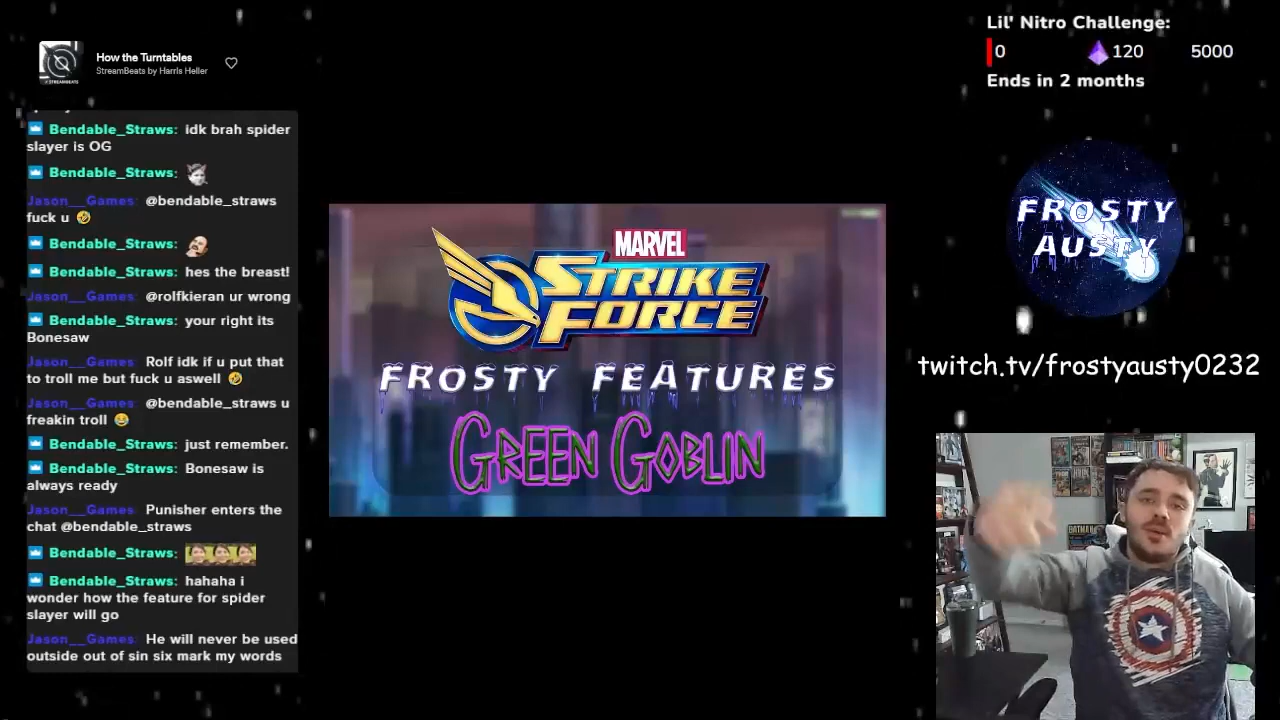 How the Turntables
StreamBeats by Harris Heller
Bendable_Straws: idk brah spider
slayer is OG
Bendable_Straws:
Jason__Games: @bendable_straws
fuck u 🤣
Bendable_Straws:
Bendable_Straws: hes the breast!
Jason__Games: @rolfkieran ur wrong
Bendable_Straws: your right its
Bonesaw
Jason__Games: Rolf idk if u put that
to troll me but fuck u aswell 🤣
Jason__Games: @bendable_straws u
freakin troll 😂
Bendable_Straws: just remember.
Bendable_Straws: Bonesaw is
always ready
Jason__Games: Punisher enters the
chat @bendable_straws
Bendable_Straws:
Bendable_Straws: hahaha i
wonder how the feature for spider
slayer will go
Jason__Games: He will never be used
outside out of sin six mark my words
MARVEL
STRIKE
FORCE
FROSTY FEATURES
GREEN GOBLIN
Lil' Nitro Challenge:
0 120 5000
Ends in 2 months
FROSTY
AUSTY
twitch.tv/frostyausty0232
BATMAN